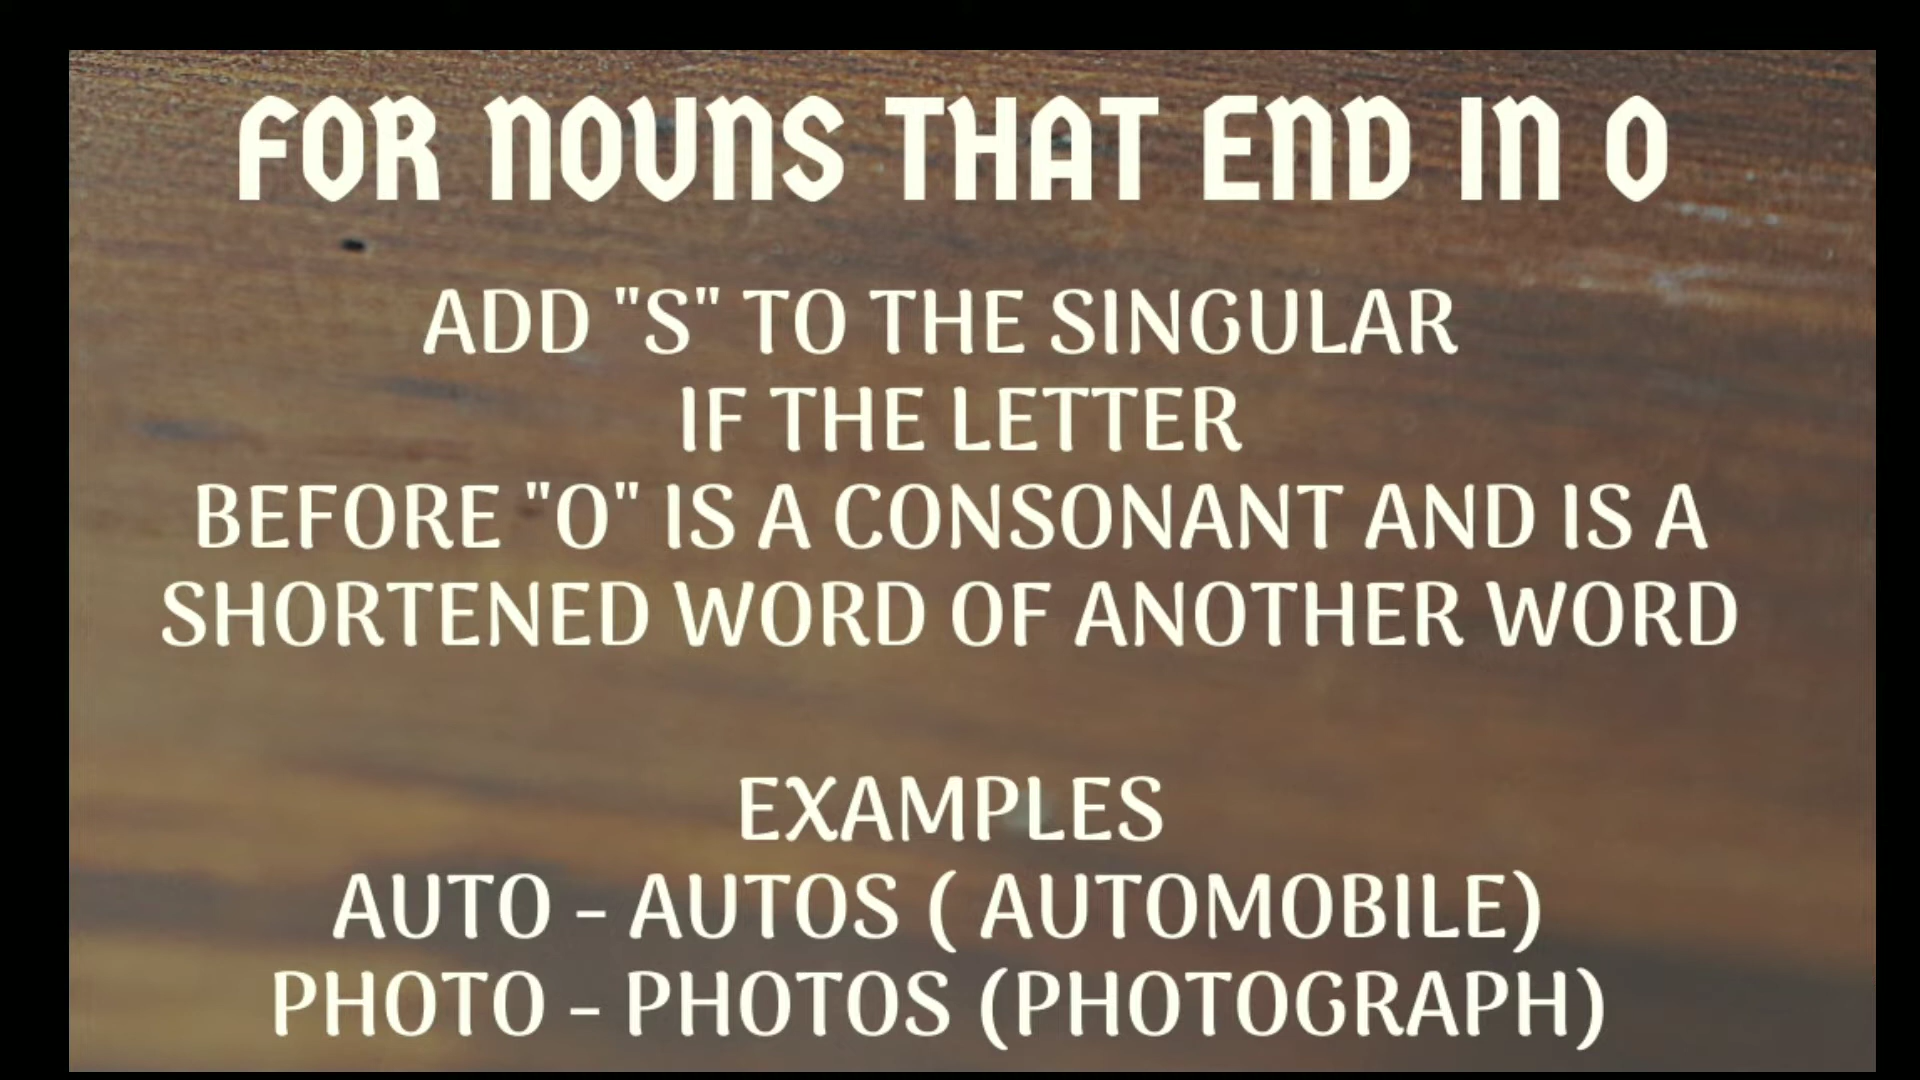 FOR NOUNS THAT END IN O
ADD "S" TO THE SINGULAR
IF THE LETTER
BEFORE "O" IS A CONSONANT AND IS A
SHORTENED WORD OF ANOTHER WORD
EXAMPLES
AUTO - AUTOS ( AUTOMOBILE)
PHOTO - PHOTOS (PHOTOGRAPH)